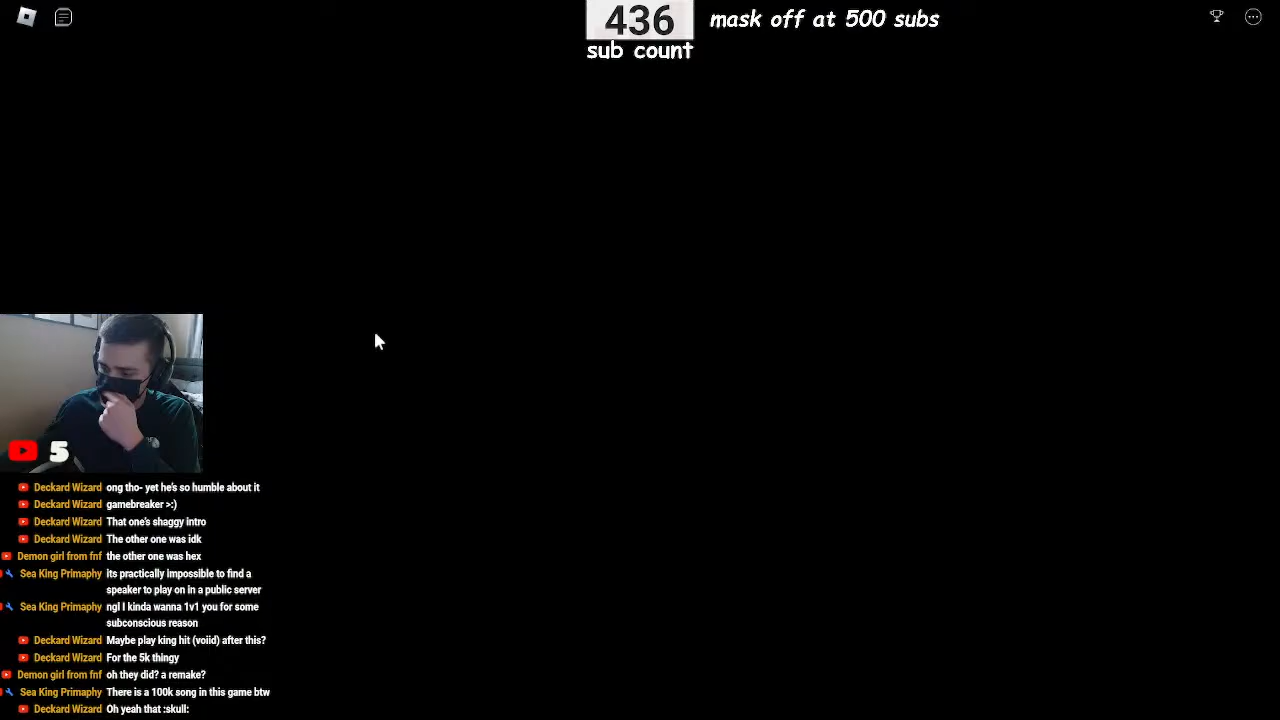 436 mask off at 500 subs
sub count
5
Deckard Wizard ong tho- yet he's so humble about it
Deckard Wizard gamebreaker >:)
Deckard Wizard That one's shaggy intro
Deckard Wizard The other one was idk
Demon girl from fnf the other one was hex
Sea King Primaphy its practically impossible to find a
speaker to play on in a public server
Sea King Primaphy ngl I kinda wanna 1v1 you for some
subconscious reason
Deckard Wizard Maybe play king hit (voiid) after this?
Deckard Wizard For the 5k thingy
Demon girl from fnf oh they did? a remake?
Sea King Primaphy There is a 100k song in this game btw
Deckard Wizard Oh yeah that :skull: